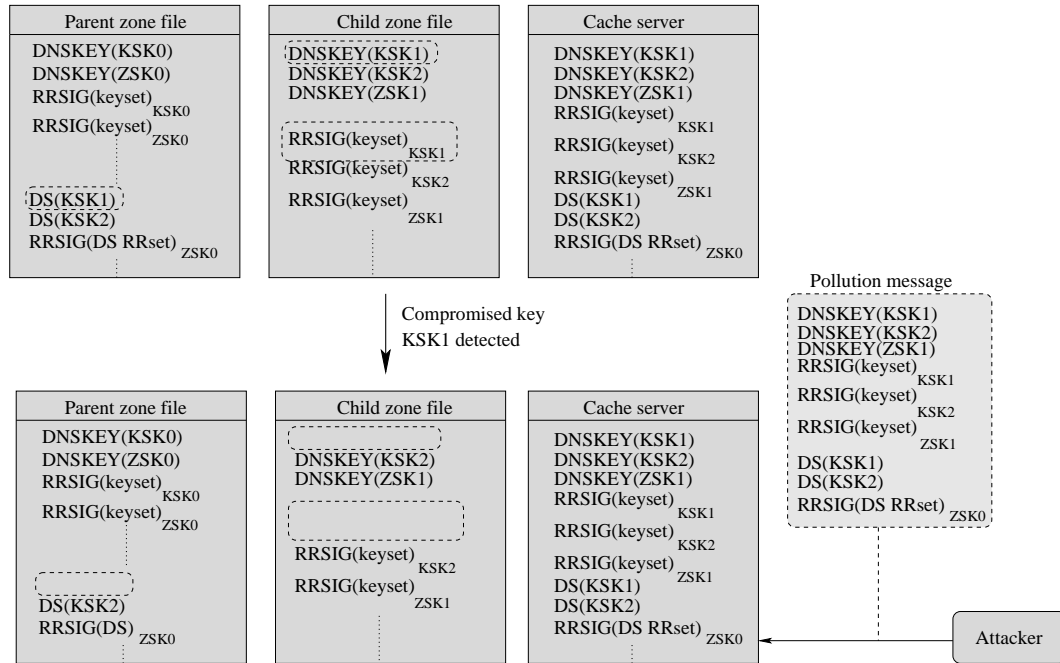 Parent zone file
DNSKEY(KSK0)
DNSKEY(ZSK0)
RRSIG(keyset) KSK0
RRSIG(keyset) ZSK0
DS(KSK1)
DS(KSK2)
RRSIG(DS RRset) ZSK0
Child zone file
DNSKEY(KSK1)
DNSKEY(KSK2)
DNSKEY(ZSK1)
RRSIG(keyset) KSK1
RRSIG(keyset) KSK2
RRSIG(keyset) ZSK1
Cache server
DNSKEY(KSK1)
DNSKEY(KSK2)
DNSKEY(ZSK1)
RRSIG(keyset) KSK1
RRSIG(keyset) KSK2
RRSIG(keyset) ZSK1
DS(KSK1)
DS(KSK2)
RRSIG(DS RRset) ZSK0
Compromised key
KSK1 detected
Pollution message
DNSKEY(KSK1)
DNSKEY(KSK2)
DNSKEY(ZSK1)
RRSIG(keyset) KSK1
RRSIG(keyset) KSK2
RRSIG(keyset) ZSK1
DS(KSK1)
DS(KSK2)
RRSIG(DS RRset) ZSK0
Parent zone file
DNSKEY(KSK0)
DNSKEY(ZSK0)
RRSIG(keyset) KSK0
RRSIG(keyset) ZSK0
DS(KSK2)
RRSIG(DS) ZSK0
Child zone file
DNSKEY(KSK2)
DNSKEY(ZSK1)
RRSIG(keyset) KSK2
RRSIG(keyset) ZSK1
Cache server
DNSKEY(KSK1)
DNSKEY(KSK2)
DNSKEY(ZSK1)
RRSIG(keyset) KSK1
RRSIG(keyset) KSK2
RRSIG(keyset) ZSK1
DS(KSK1)
DS(KSK2)
RRSIG(DS RRset) ZSK0
Attacker